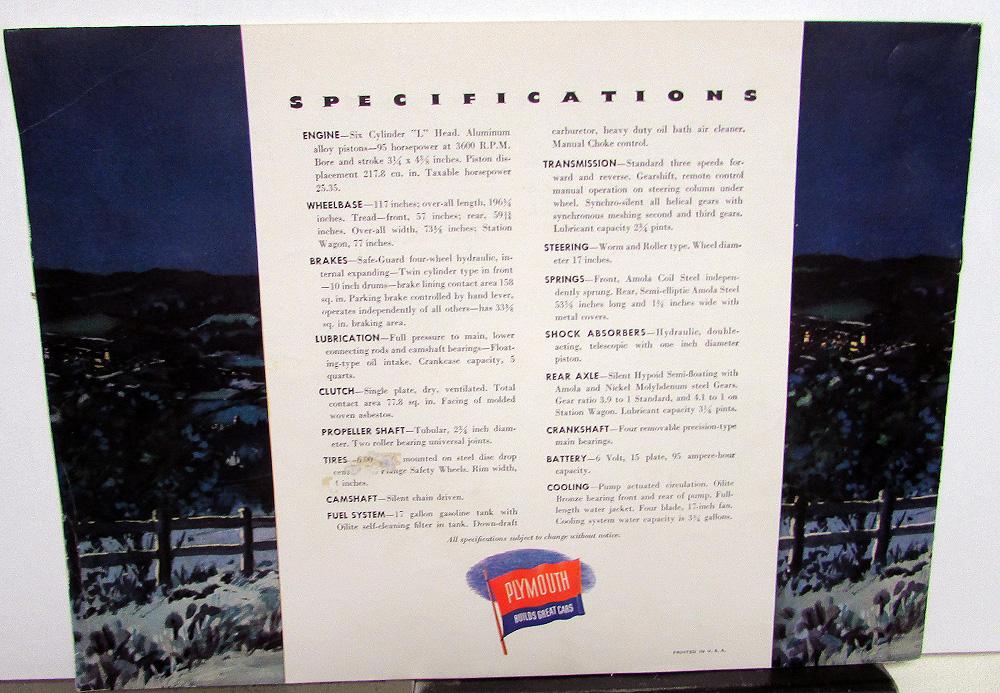 SPECIFICATIONS
ENGINE—Six Cylinder "L" Head. Aluminum
alloy pistons—95 horsepower at 3600 R.P.M.
Bore and stroke 3¼ x 4⅜ inches. Piston dis-
placement 217.8 cu. in. Taxable horsepower
25.35.
WHEELBASE—117 inches; over-all length, 196¾
inches. Tread—front, 57 inches; rear,
inches. Over-all width, 73⅝ inches; Station
Wagon, 77 inches.
BRAKES—Safe-Guard four-wheel hydraulic, in-
ternal expanding—Twin cylinder type in front
—10 inch drums—brake lining contact area 158
sq. in. Parking brake controlled by hand lever,
operates independently of all others—has
sq. in. braking area.
LUBRICATION—Full pressure to main, lower
connecting rods and camshaft bearings—Float-
ing-type oil intake. Crankcase capacity, 5
quarts.
CLUTCH—Single plate, dry, ventilated. Total
contact area 77.8 sq. in. Facing of molded
woven asbestos.
PROPELLER SHAFT—Tubular, 2¾ inch diam-
eter. Two roller bearing universal joints.
TIRES—6.00 mounted on steel disc drop
Safety Wheels. Rim width,
4 inches.
CAMSHAFT—Silent chain driven.
FUEL SYSTEM—17 gallon gasoline tank with
Oilite self-cleaning filter in tank. Down-draft
carburetor, heavy duty oil bath air cleaner.
Manual Choke control.
TRANSMISSION—Standard three speeds for-
ward and reverse. Gearshift, remote control
manual operation on steering column under
wheel. Synchro-silent all helical gears with
synchronous meshing second and third gears.
Lubricant capacity 2¾ pints.
STEERING—Worm and Roller type. Wheel diam-
eter 17 inches.
SPRINGS—Front, Amola Coil Steel indepen-
dently sprung. Rear, Semi-elliptic Amola Steel
inches long and 1¾ inches wide with
metal covers.
SHOCK ABSORBERS—Hydraulic, double-
acting, telescopic with one inch diameter
piston.
REAR AXLE—Silent Hypoid Semi-floating with
Amola and Nickel Molybdenum steel Gears.
Gear ratio 3.9 to 1 Standard, and 4.1 to 1 on
Station Wagon. Lubricant capacity 3¼ pints.
CRANKSHAFT—Four removable precision-type
main bearings.
BATTERY—6 Volt, 15 plate, 95 ampere-hour
capacity.
COOLING—Pump actuated circulation. Oilite
Bronze bearing front and rear of pump. Full-
length water jacket. Four blade, 17-inch fan.
Cooling system water capacity is 3¾ gallons.
All specifications subject to change without notice.
PLYMOUTH
BUILDS GREAT CARS
PRINTED IN U.S.A.